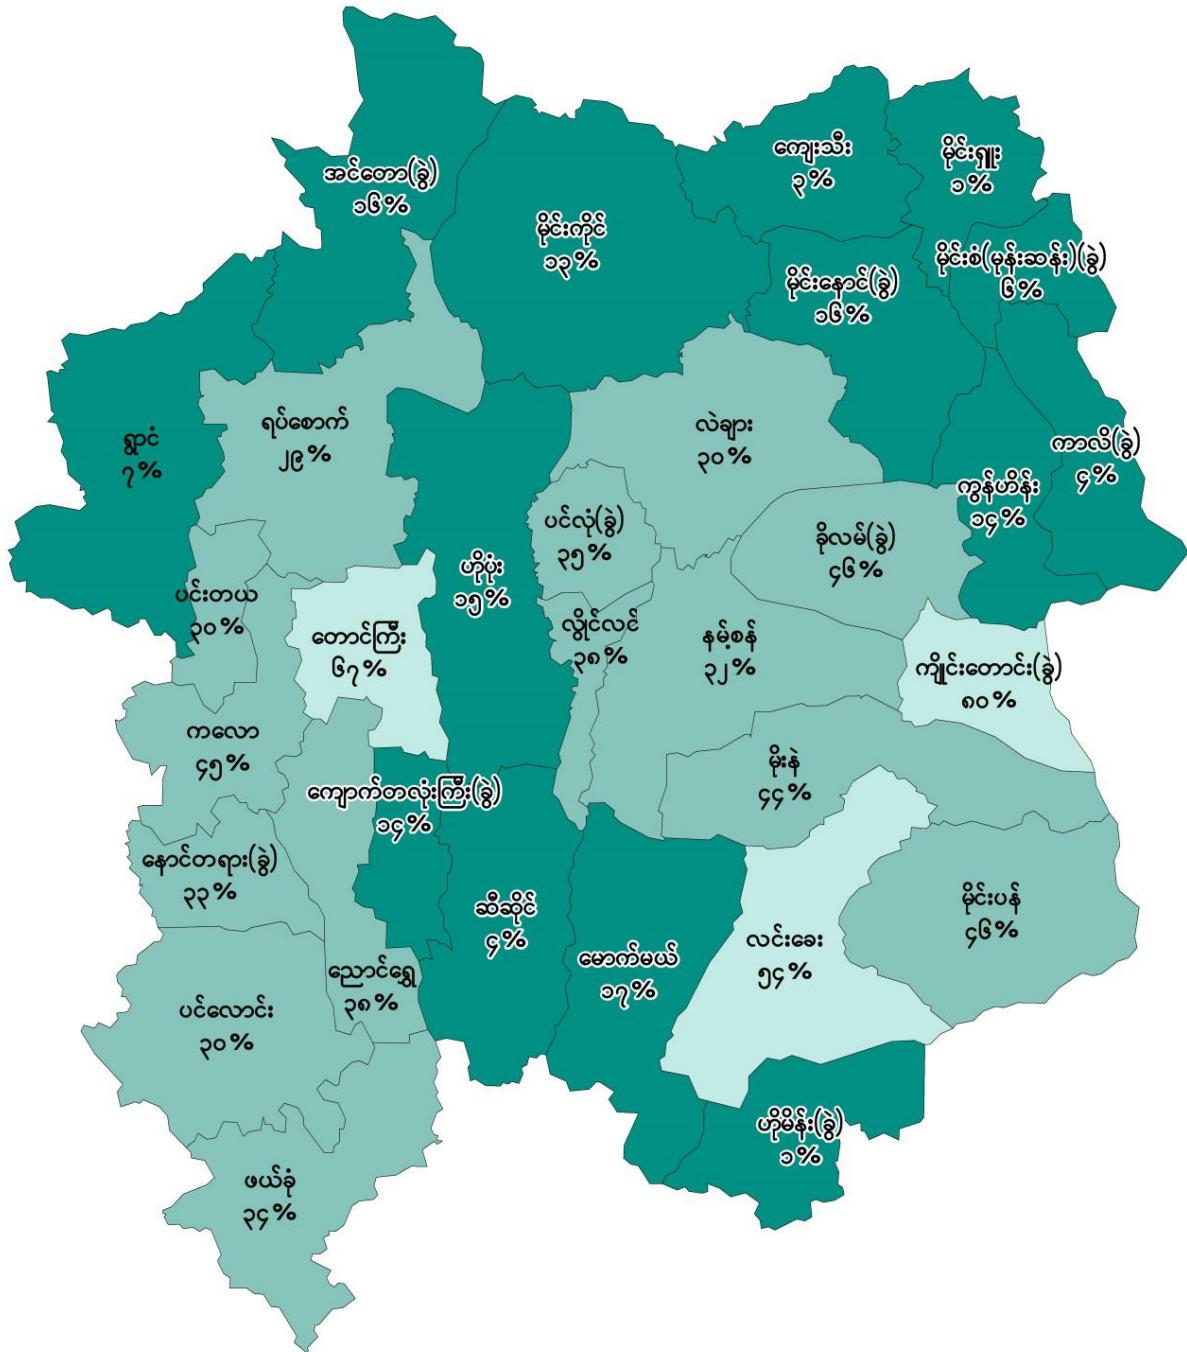 ကျေးသီး
၃%
မိုင်းရှူး
၁%
အင်တော(ခွဲ)
၁၆%
မိုင်းကိုင်
၁၃%
မိုင်းစံ(မုန်းဆန်း)(ခွဲ)
၆%
မိုင်းနောင်(ခွဲ)
၁၆%
ရပ်စောက်
၂၉%
လဲချား
၃၀%
ရွာငံ
၇%
ကာလိ(ခွဲ)
၄%
ကွန်ဟိန်း
၁၄%
ပင်လုံ(ခွဲ)
၃၅%
ခိုလမ်(ခွဲ)
၄၆%
ဟိုပုံး
၁၅%
ပင်းတယ
၃၀%
လွိုင်လင်
၃၈%
တောင်ကြီး
၆၇%
နမ့်စန်
၃၂%
ကျိုင်းတောင်း(ခွဲ)
၈၀%
ကလော
၄၅%
မိုးနဲ
၄၄%
ကျောက်တလုံးကြီး(ခွဲ)
၁၄%
နောင်တရား(ခွဲ)
၃၃%
ဆီဆိုင်
၄%
မိုင်းပန်
၄၆%
လင်းခေး
၅၄%
မောက်မယ်
၁၇%
ညောင်ရွှေ
၃၈%
ပင်လောင်း
၃၀%
ဟိုမိန်း(ခွဲ)
၁%
ဖယ်ခုံ
၃၄%